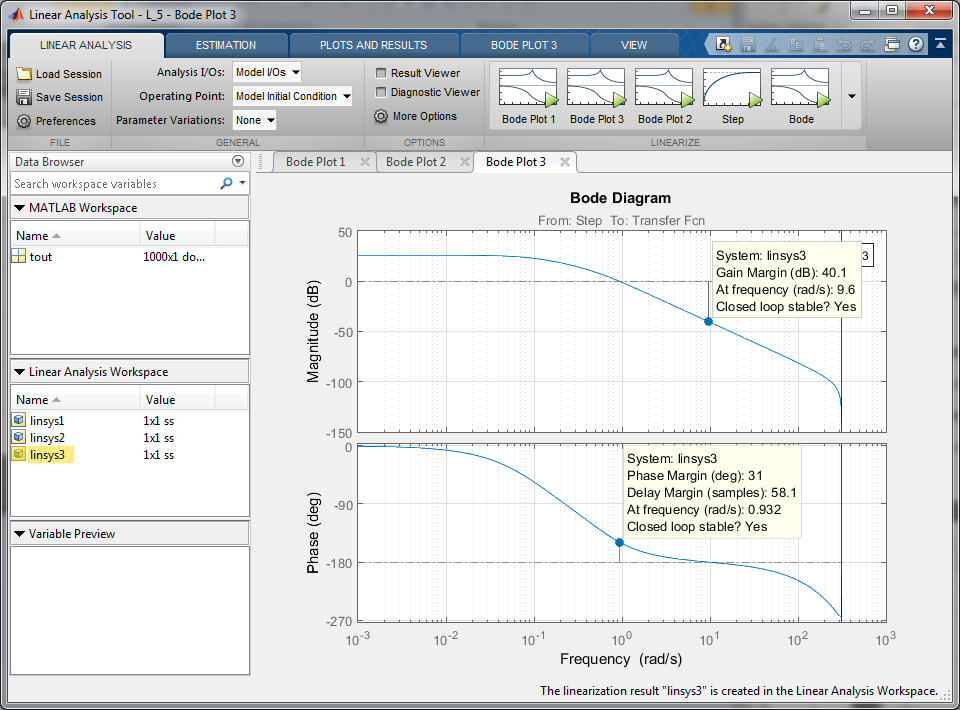 Linear Analysis Tool - L_5 - Bode Plot 3
LINEAR ANALYSIS ESTIMATION PLOTS AND RESULTS BODE PLOT 3 VIEW
Load Session
Save Session
Preferences
FILE
Analysis I/Os: Model I/Os
Operating Point: Model Initial Condition
Parameter Variations: None
GENERAL
Result Viewer
Diagnostic Viewer
More Options
OPTIONS
Bode Plot 1 Bode Plot 3 Bode Plot 2 Step Bode
LINEARIZE
Data Browser
Search workspace variables
MATLAB Workspace
Name Value
tout 1000x1 do...
Linear Analysis Workspace
Name Value
linsys1 1x1 ss
linsys2 1x1 ss
linsys3 1x1 ss
Variable Preview
Bode Plot 1 Bode Plot 2 Bode Plot 3
Bode Diagram
From: Step To: Transfer Fcn
Magnitude (dB)
50
0
-50
-100
-150
3
System: linsys3
Gain Margin (dB): 40.1
At frequency (rad/s): 9.6
Closed loop stable? Yes
Phase (deg)
0
-90
-180
-270
System: linsys3
Phase Margin (deg): 31
Delay Margin (samples): 58.1
At frequency (rad/s): 0.932
Closed loop stable? Yes
10^-3 10^-2 10^-1 10^0 10^1 10^2 10^3
Frequency (rad/s)
The linearization result "linsys3" is created in the Linear Analysis Workspace.